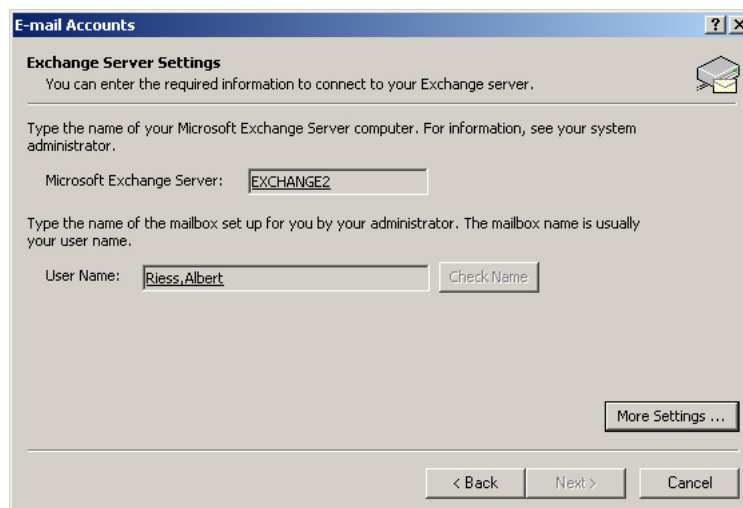 E-mail Accounts
Exchange Server Settings
You can enter the required information to connect to your Exchange server.
Type the name of your Microsoft Exchange Server computer. For information, see your system
administrator.
Microsoft Exchange Server: EXCHANGE2
Type the name of the mailbox set up for you by your administrator. The mailbox name is usually
your user name.
User Name: Riess,Albert Check Name
More Settings ...
< Back Next > Cancel